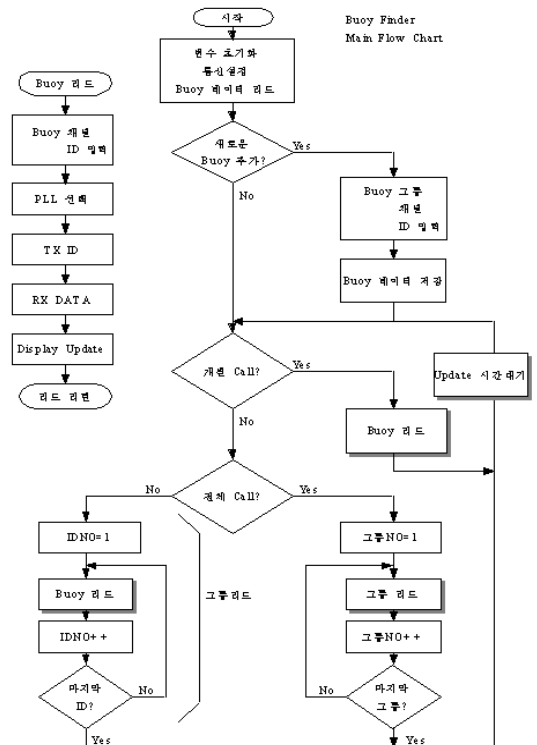 Buoy Finder
Main Flow Chart
시작
변수 초기화
통신설정
Buoy 데이터 리드
새로운
Buoy 추가?
Yes
No
Buoy 그룹
채널
ID 입력
Buoy 데이터 저장
개별 Call?
Yes
No
Buoy 리드
Update 시간대기
전체 Call?
No
Yes
IDNO=1
Buoy 리드
IDNO++
마지막
ID?
No
Yes
그룹리드
그룹NO=1
그룹 리드
그룹NO++
마지막
그룹?
No
Yes
Buoy 리드
Buoy 채널
ID 입력
PLL 선택
TX ID
RX DATA
Display Update
리드 리턴